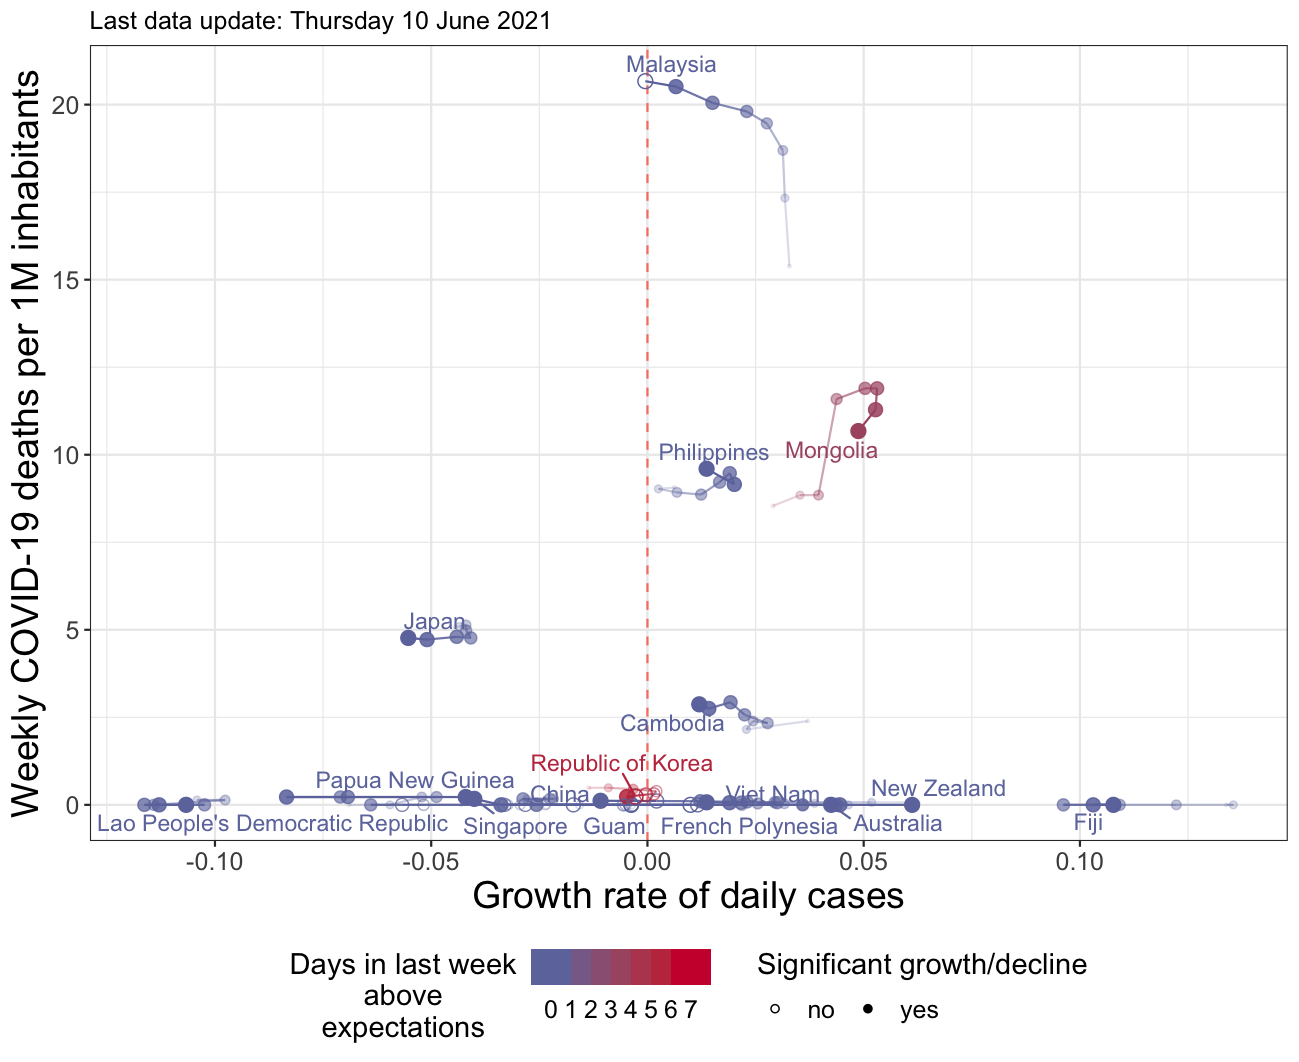 Last data update: Thursday 10 June 2021
Weekly COVID-19 deaths per 1M inhabitants
20
15
10
5
0
Malaysia
Philippines
Mongolia
Japan
Cambodia
Republic of Korea
Papua New Guinea
China
Viet Nam
New Zealand
Lao People's Democratic Republic
Singapore
Guam
French Polynesia
Australia
Fiji
-0.10 -0.05 0.00 0.05 0.10
Growth rate of daily cases
Days in last week
above
expectations
0 1 2 3 4 5 6 7
Significant growth/decline
no yes